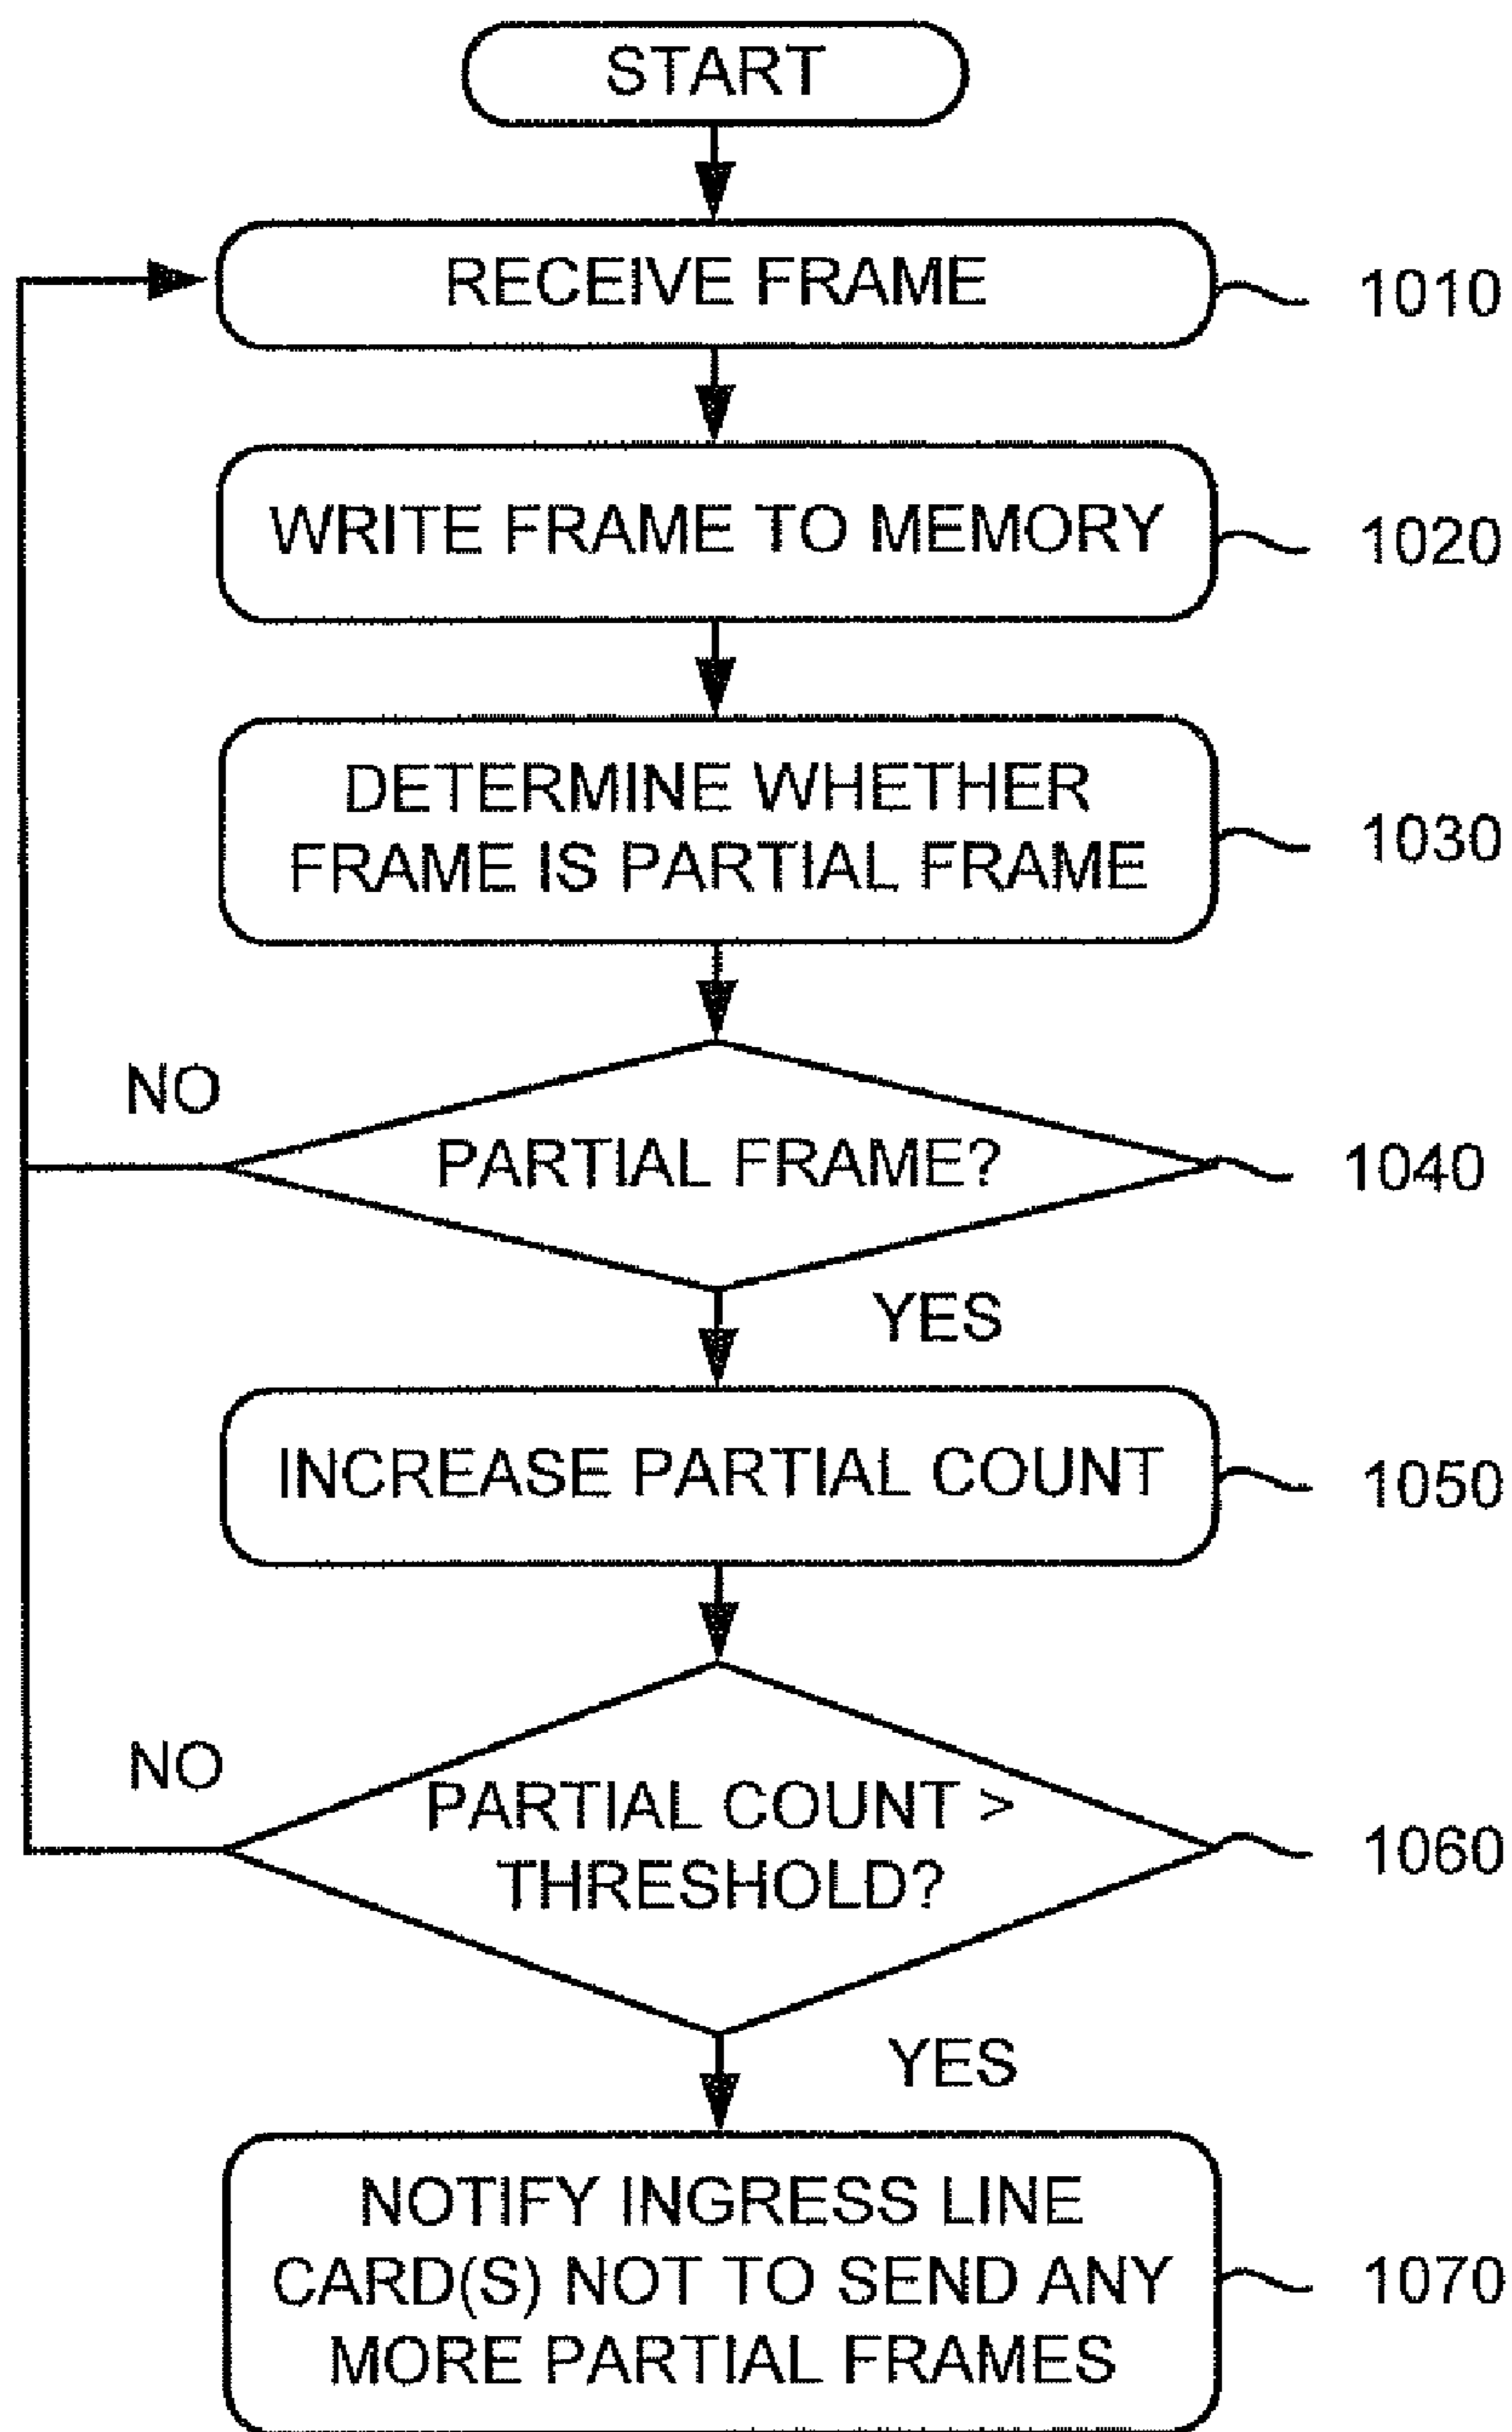 START
RECEIVE FRAME
1010
WRITE FRAME TO MEMORY
1020
DETERMINE WHETHER
FRAME IS PARTIAL FRAME
1030
NO
PARTIAL FRAME?
1040
YES
INCREASE PARTIAL COUNT
1050
NO
PARTIAL COUNT >
THRESHOLD?
1060
YES
NOTIFY INGRESS LINE
CARD(S) NOT TO SEND ANY
MORE PARTIAL FRAMES
1070